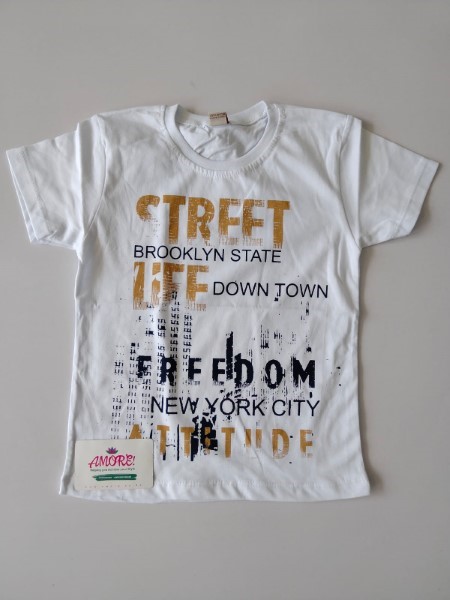 STREET
BROOKLYN STATE
LIFE DOWN TOWN
FREEDOM
NEW YORK CITY
ATTITUDE
AMORE!